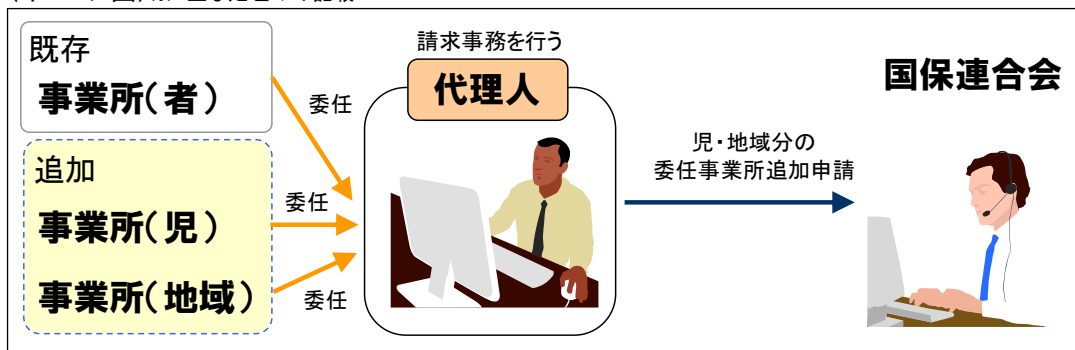 既存
事業所(者)
追加
事業所(児)
事業所(地域)
委任
委任
委任
請求事務を行う
代理人
児・地域分の
委任事業所追加申請
国保連合会